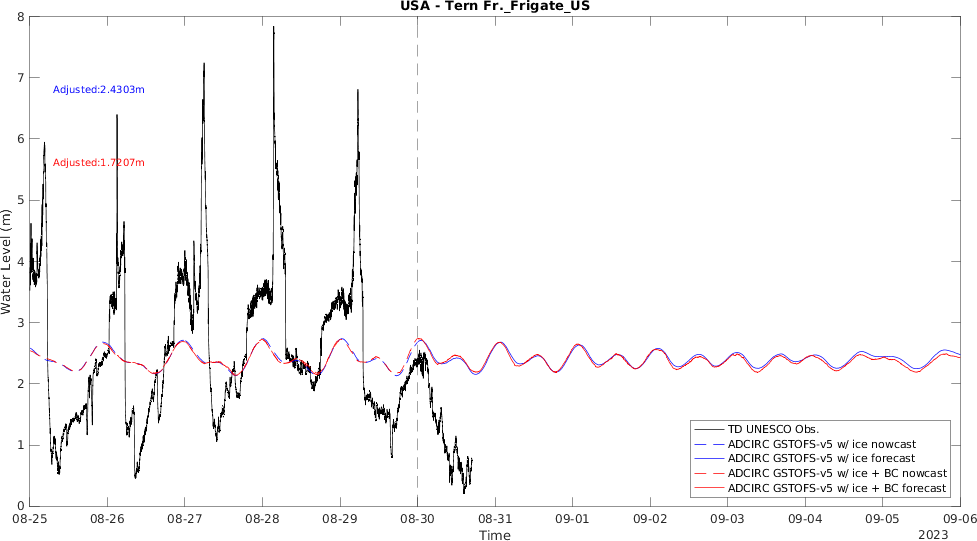 USA - Tern Fr._Frigate_US
Water Level (m)
8
7
6
5
4
3
2
1
0
Adjusted:2.4303m
Adjusted:1.7207m
TD UNESCO Obs.
ADCIRC GSTOFS-v5 w/ ice nowcast
ADCIRC GSTOFS-v5 w/ ice forecast
ADCIRC GSTOFS-v5 w/ ice + BC nowcast
ADCIRC GSTOFS-v5 w/ ice + BC forecast
08-25 08-26 08-27 08-28 08-29 08-30 08-31 09-01 09-02 09-03 09-04 09-05 09-06
Time
2023